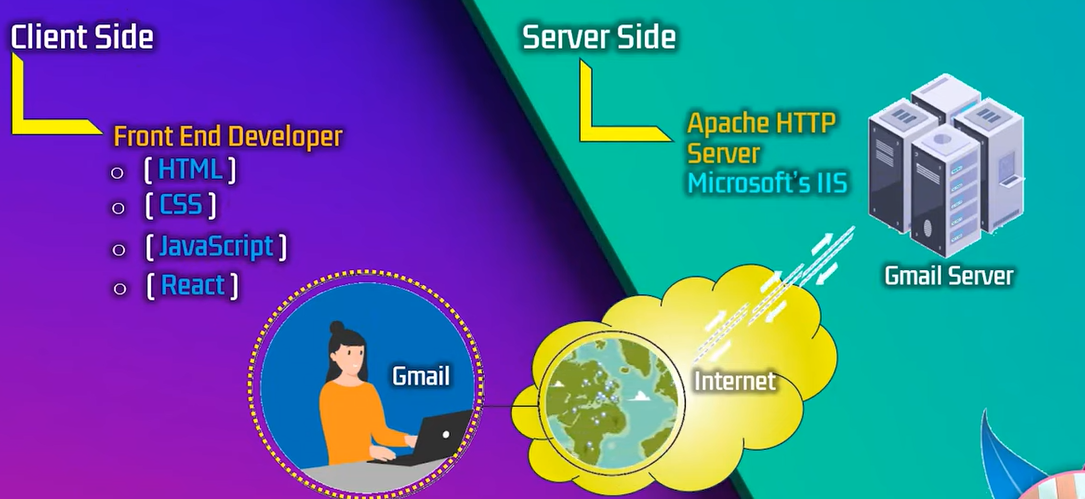 Client Side
Front End Developer
[ HTML ]
[ CSS ]
[ JavaScript ]
[ React ]
Gmail
Server Side
Apache HTTP
Server
Microsoft's IIS
Gmail Server
Internet